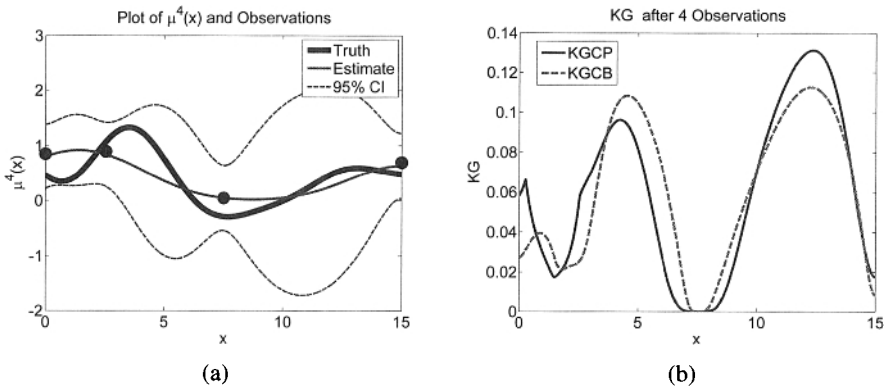 Plot of μ⁴(x) and Observations
3
2
1
0
-1
-2
μ⁴(x)
Truth
Estimate
95% CI
0
5
10
15
x
(a)
KG after 4 Observations
0.14
0.12
0.1
0.08
0.06
0.04
0.02
0
KG
KGCP
KGCB
0
5
10
15
x
(b)